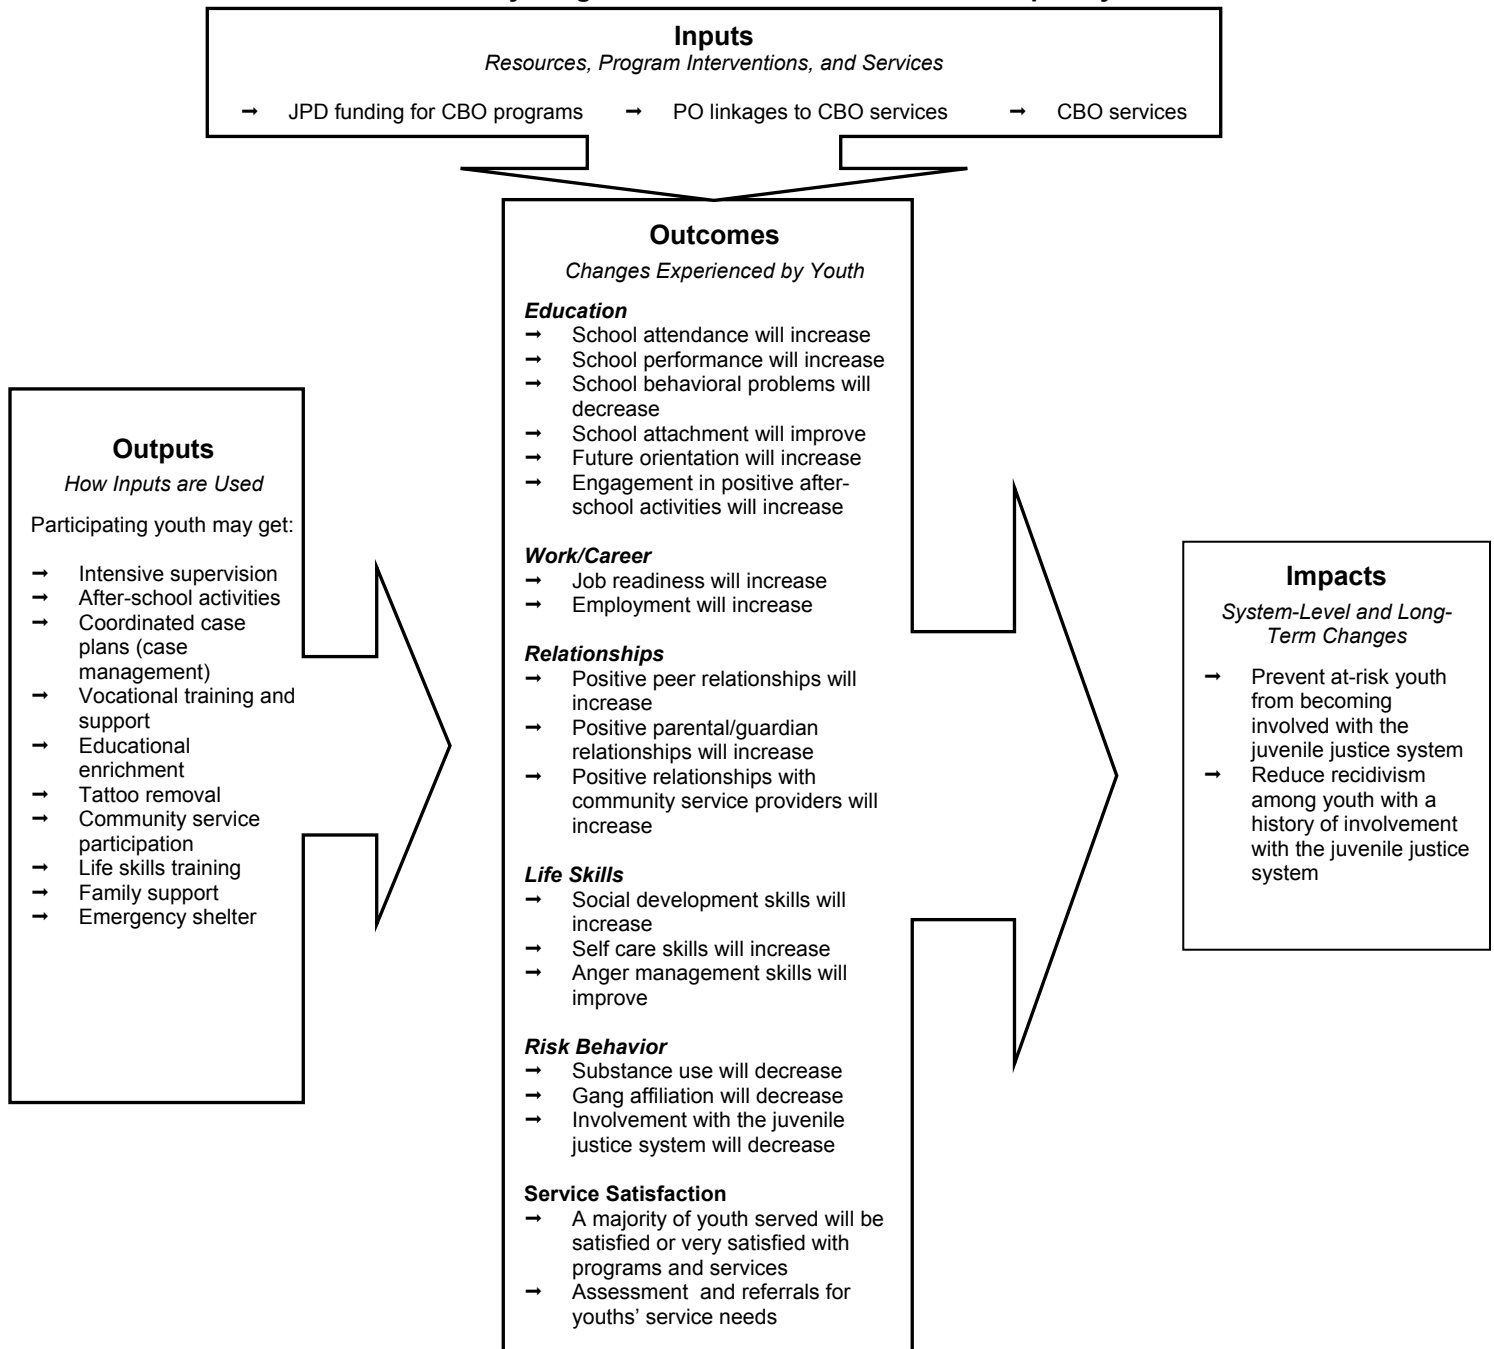 Inputs
Resources, Program Interventions, and Services
→ JPD funding for CBO programs → PO linkages to CBO services → CBO services
Outputs
How Inputs are Used
Participating youth may get:
→ Intensive supervision
→ After-school activities
→ Coordinated case
plans (case
management)
→ Vocational training and
support
→ Educational
enrichment
→ Tattoo removal
→ Community service
participation
→ Life skills training
→ Family support
→ Emergency shelter
Outcomes
Changes Experienced by Youth
Education
→ School attendance will increase
→ School performance will increase
→ School behavioral problems will
decrease
→ School attachment will improve
→ Future orientation will increase
→ Engagement in positive after-
school activities will increase
Work/Career
→ Job readiness will increase
→ Employment will increase
Relationships
→ Positive peer relationships will
increase
→ Positive parental/guardian
relationships will increase
→ Positive relationships with
community service providers will
increase
Life Skills
→ Social development skills will
increase
→ Self care skills will increase
→ Anger management skills will
improve
Risk Behavior
→ Substance use will decrease
→ Gang affiliation will decrease
→ Involvement with the juvenile
justice system will decrease
Service Satisfaction
→ A majority of youth served will be
satisfied or very satisfied with
programs and services
→ Assessment and referrals for
youths’ service needs
Impacts
System-Level and Long-
Term Changes
→ Prevent at-risk youth
from becoming
involved with the
juvenile justice system
→ Reduce recidivism
among youth with a
history of involvement
with the juvenile justice
system